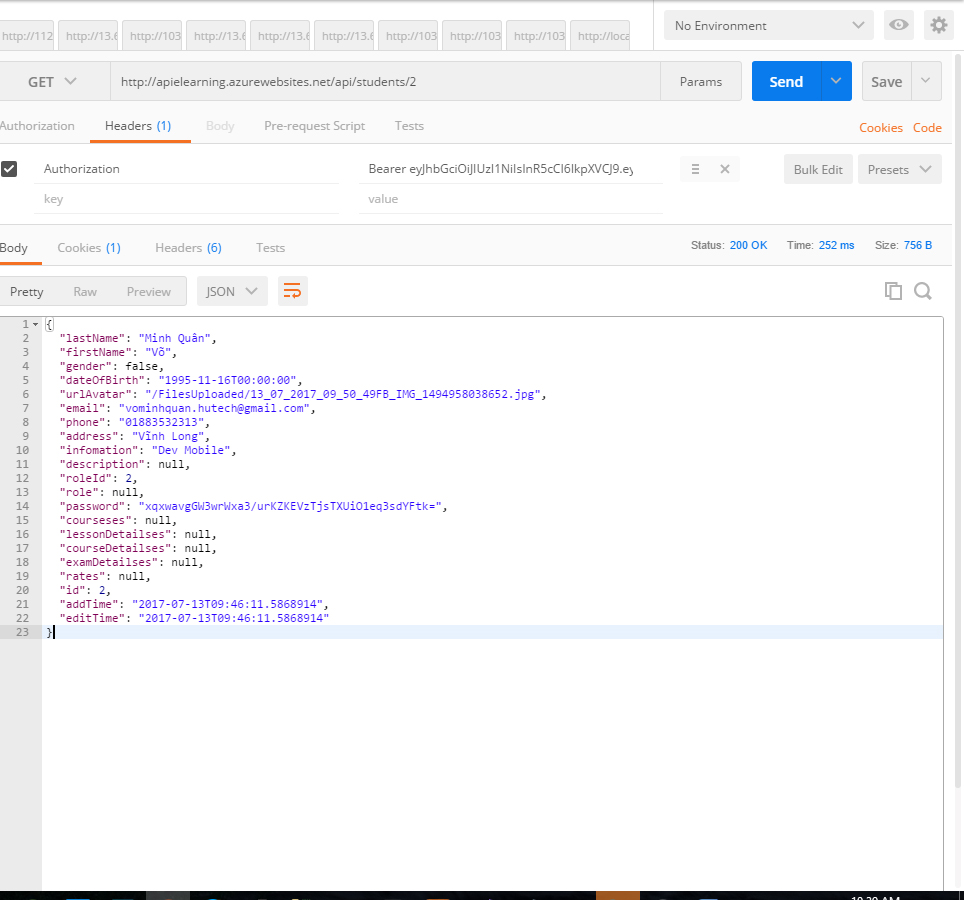 http://112 http://13.6 http://103 http://13.6 http://13.6 http://13.6 http://103 http://103 http://103 http://loca No Environment
GET http://apielearning.azurewebsites.net/api/students/2 Params Send Save
Authorization Headers (1) Body Pre-request Script Tests Cookies Code
Authorization Bearer eyJhbGciOiJIUzI1NiIsInR5cCI6IkpXVCJ9.ey Bulk Edit Presets
key value
Body Cookies (1) Headers (6) Tests Status: 200 OK Time: 252 ms Size: 756 B
Pretty Raw Preview JSON
1 {
2 "lastName": "Minh Quân",
3 "firstName": "Võ",
4 "gender": false,
5 "dateOfBirth": "1995-11-16T00:00:00",
6 "urlAvatar": "/FilesUploaded/13_07_2017_09_50_49FB_IMG_1494958038652.jpg",
7 "email": "vominhquan.hutech@gmail.com",
8 "phone": "01883532313",
9 "address": "Vĩnh Long",
10 "infomation": "Dev Mobile",
11 "description": null,
12 "roleId": 2,
13 "role": null,
14 "password": "xqxwavgGW3wrWxa3/urKZKEVzTjsTXUiO1eq3sdYFtk=",
15 "courseses": null,
16 "lessonDetailses": null,
17 "courseDetailses": null,
18 "examDetailses": null,
19 "rates": null,
20 "id": 2,
21 "addTime": "2017-07-13T09:46:11.5868914",
22 "editTime": "2017-07-13T09:46:11.5868914"
23 }